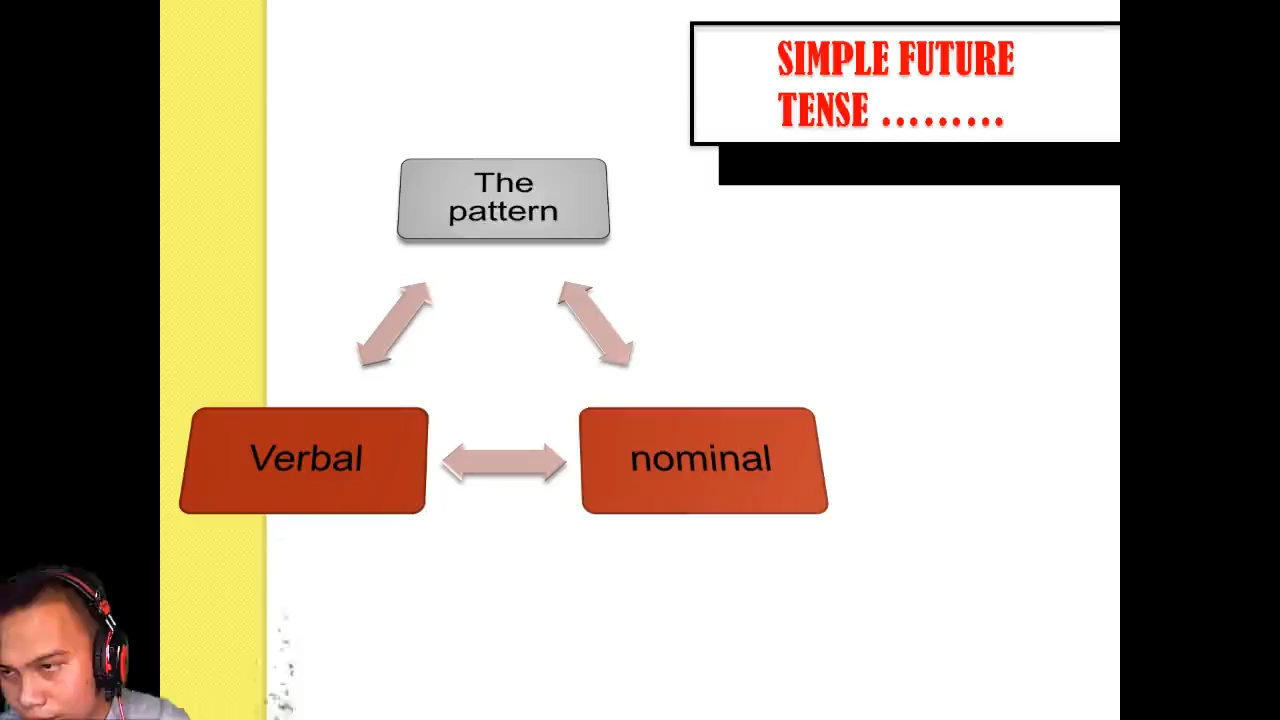 SIMPLE FUTURE
TENSE .........
The
pattern
Verbal
nominal